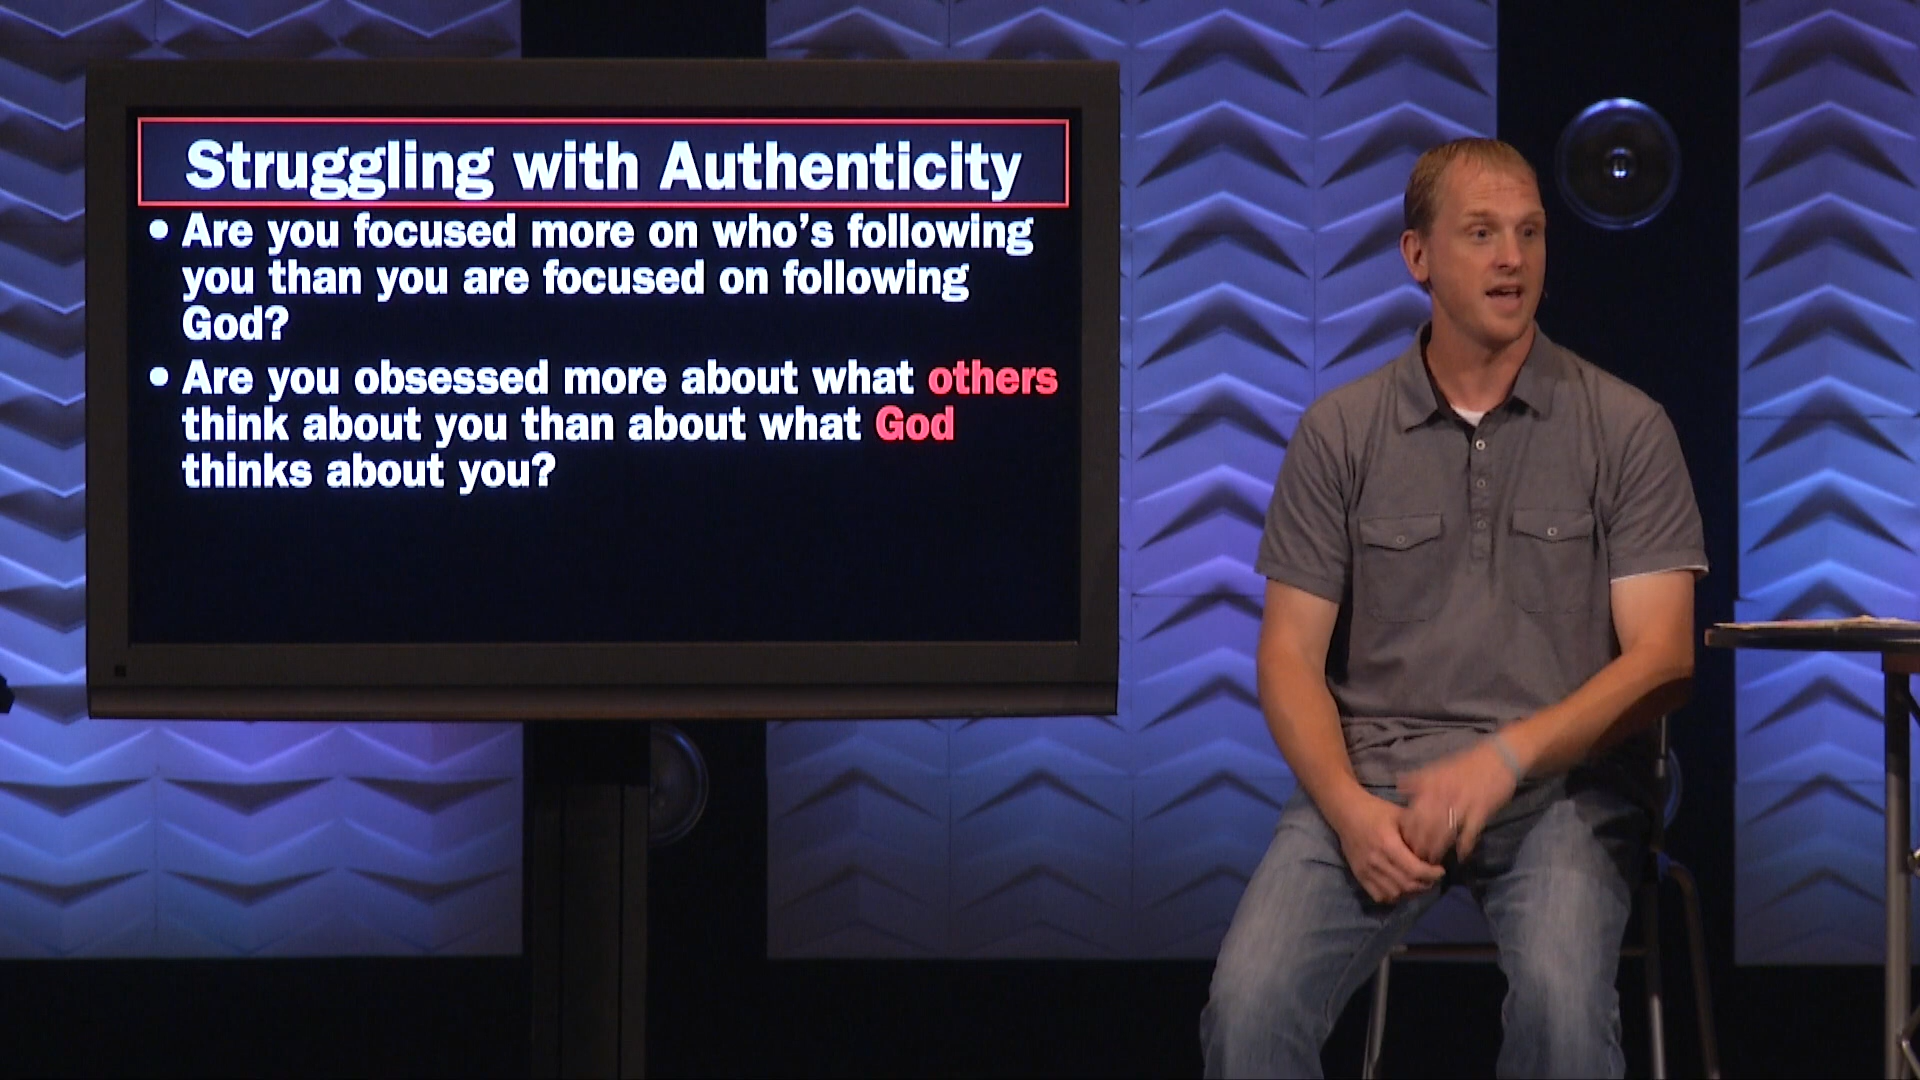 Struggling with Authenticity
• Are you focused more on who’s following
you than you are focused on following
God?
• Are you obsessed more about what others
think about you than about what God
thinks about you?